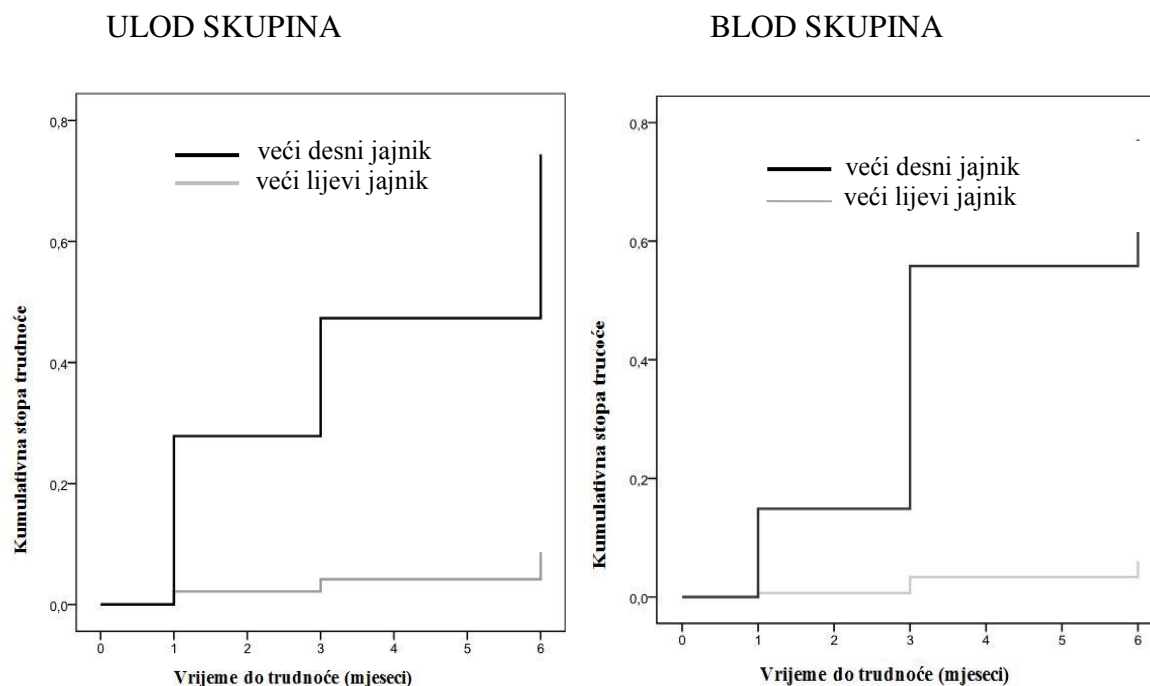 ULOD SKUPINA
BLOD SKUPINA
veći desni jajnik
veći lijevi jajnik
Kumulativna stopa trudnoće
0,8
0,6
0,4
0,2
0,0
0 1 2 3 4 5 6
Vrijeme do trudnoće (mjeseci)
veći desni jajnik
veći lijevi jajnik
Kumulativna stopa trucoće
0,8
0,6
0,4
0,2
0,0
0 1 2 3 4 5 6
Vrijeme do trudnoće (mjeseci)